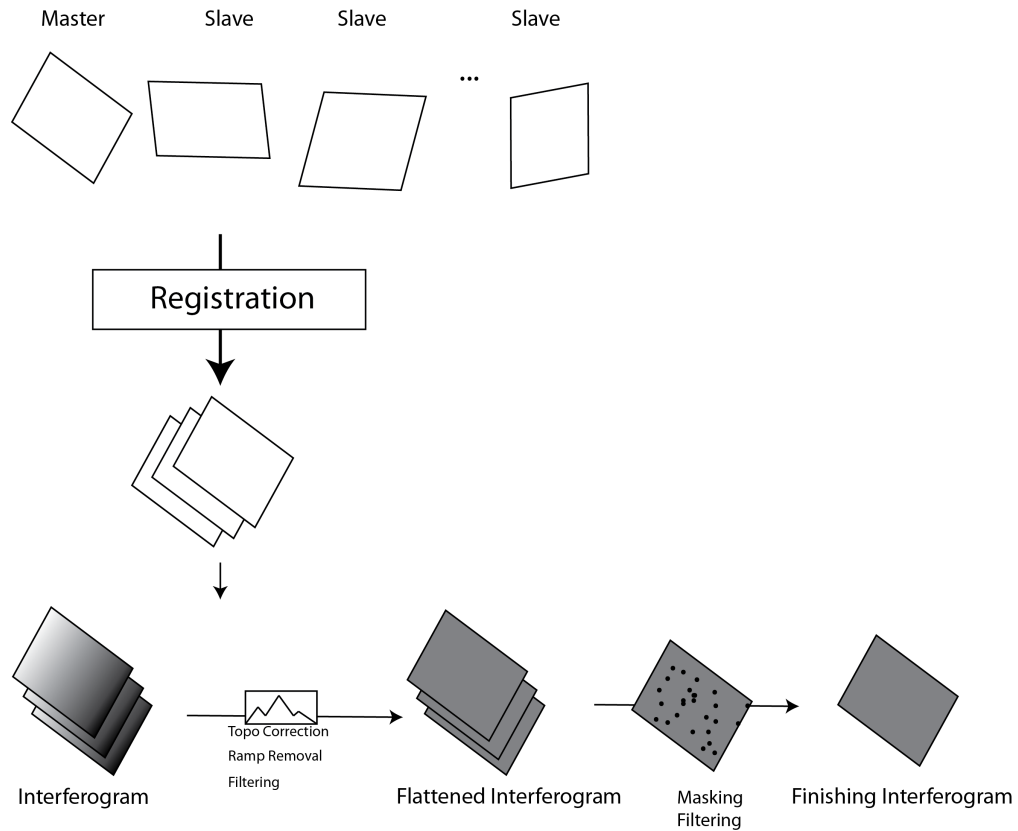 Master Slave Slave Slave
...
Registration
Topo Correction
Ramp Removal
Filtering
Interferogram
Flattened Interferogram
Masking
Filtering
Finishing Interferogram